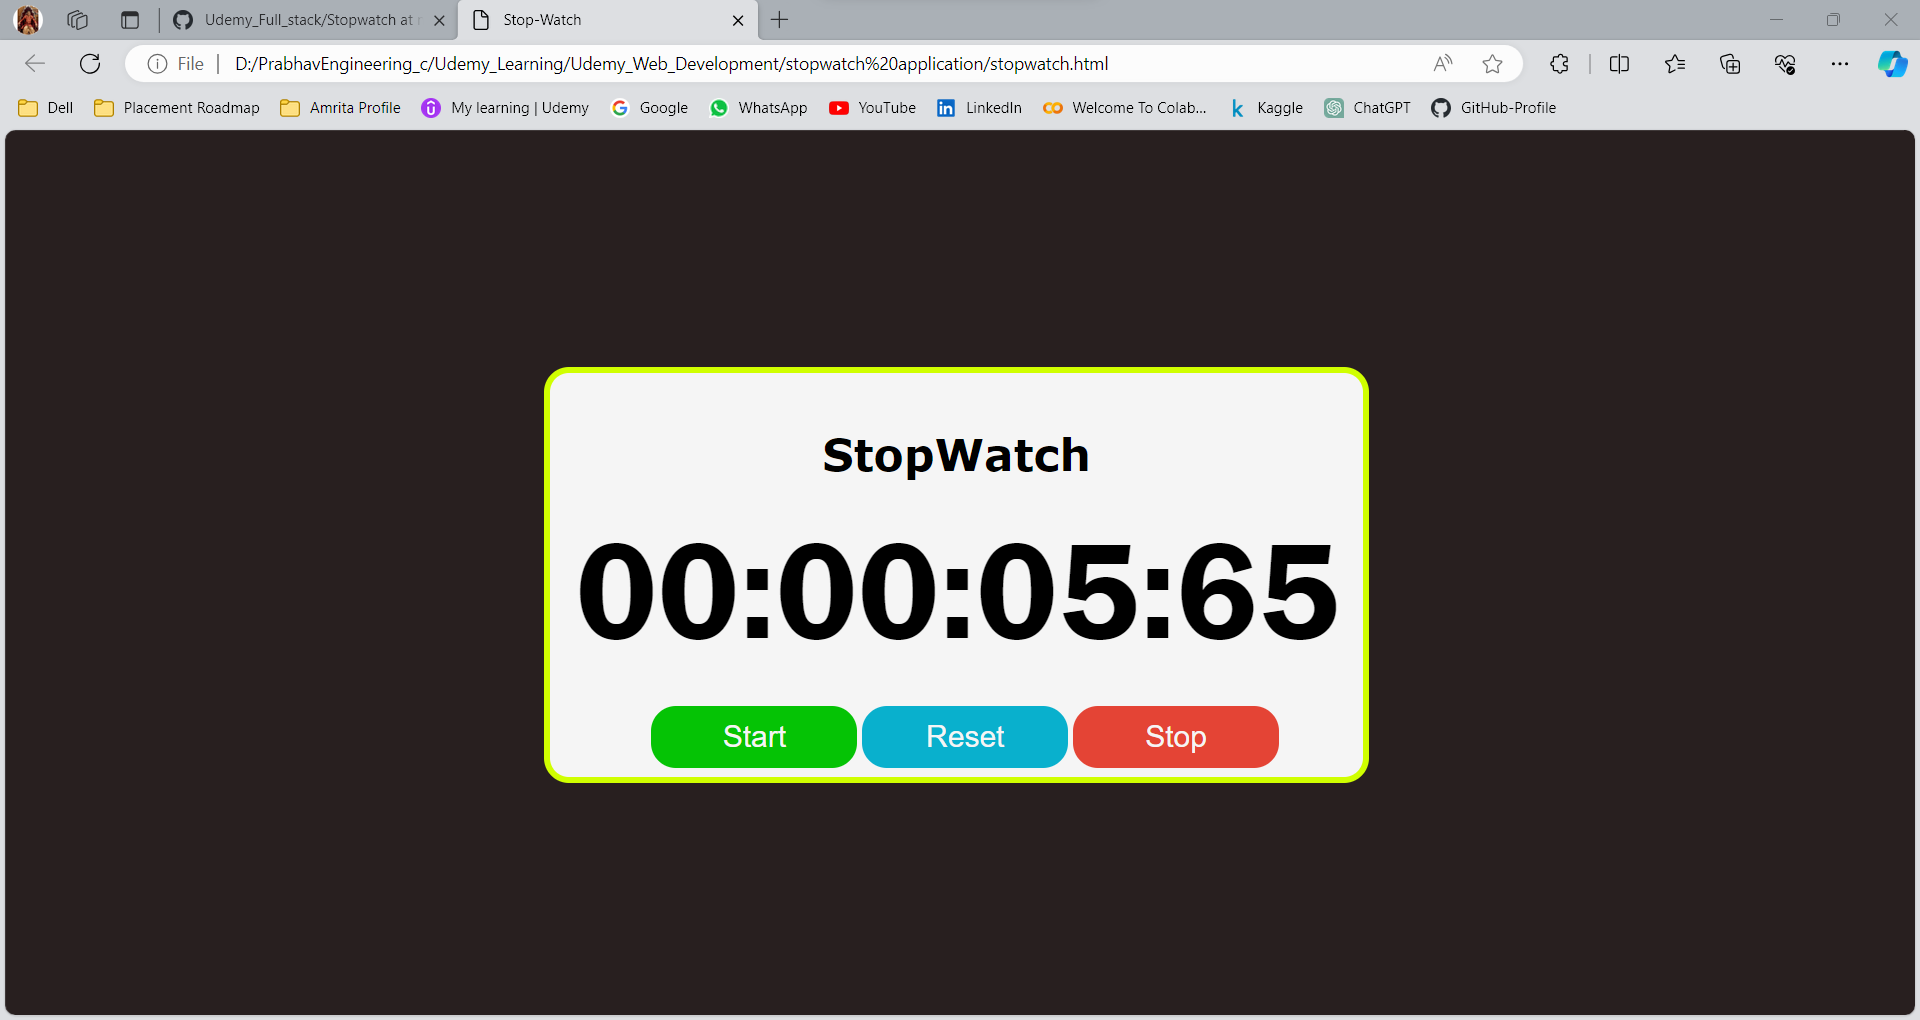 Udemy_Full_stack/Stopwatch at
Stop-Watch
File
D:/PrabhavEngineering_c/Udemy_Learning/Udemy_Web_Development/stopwatch%20application/stopwatch.html
Dell
Placement Roadmap
Amrita Profile
My learning | Udemy
Google
WhatsApp
YouTube
LinkedIn
Welcome To Colab...
Kaggle
ChatGPT
GitHub-Profile
StopWatch
00:00:05:65
Start
Reset
Stop